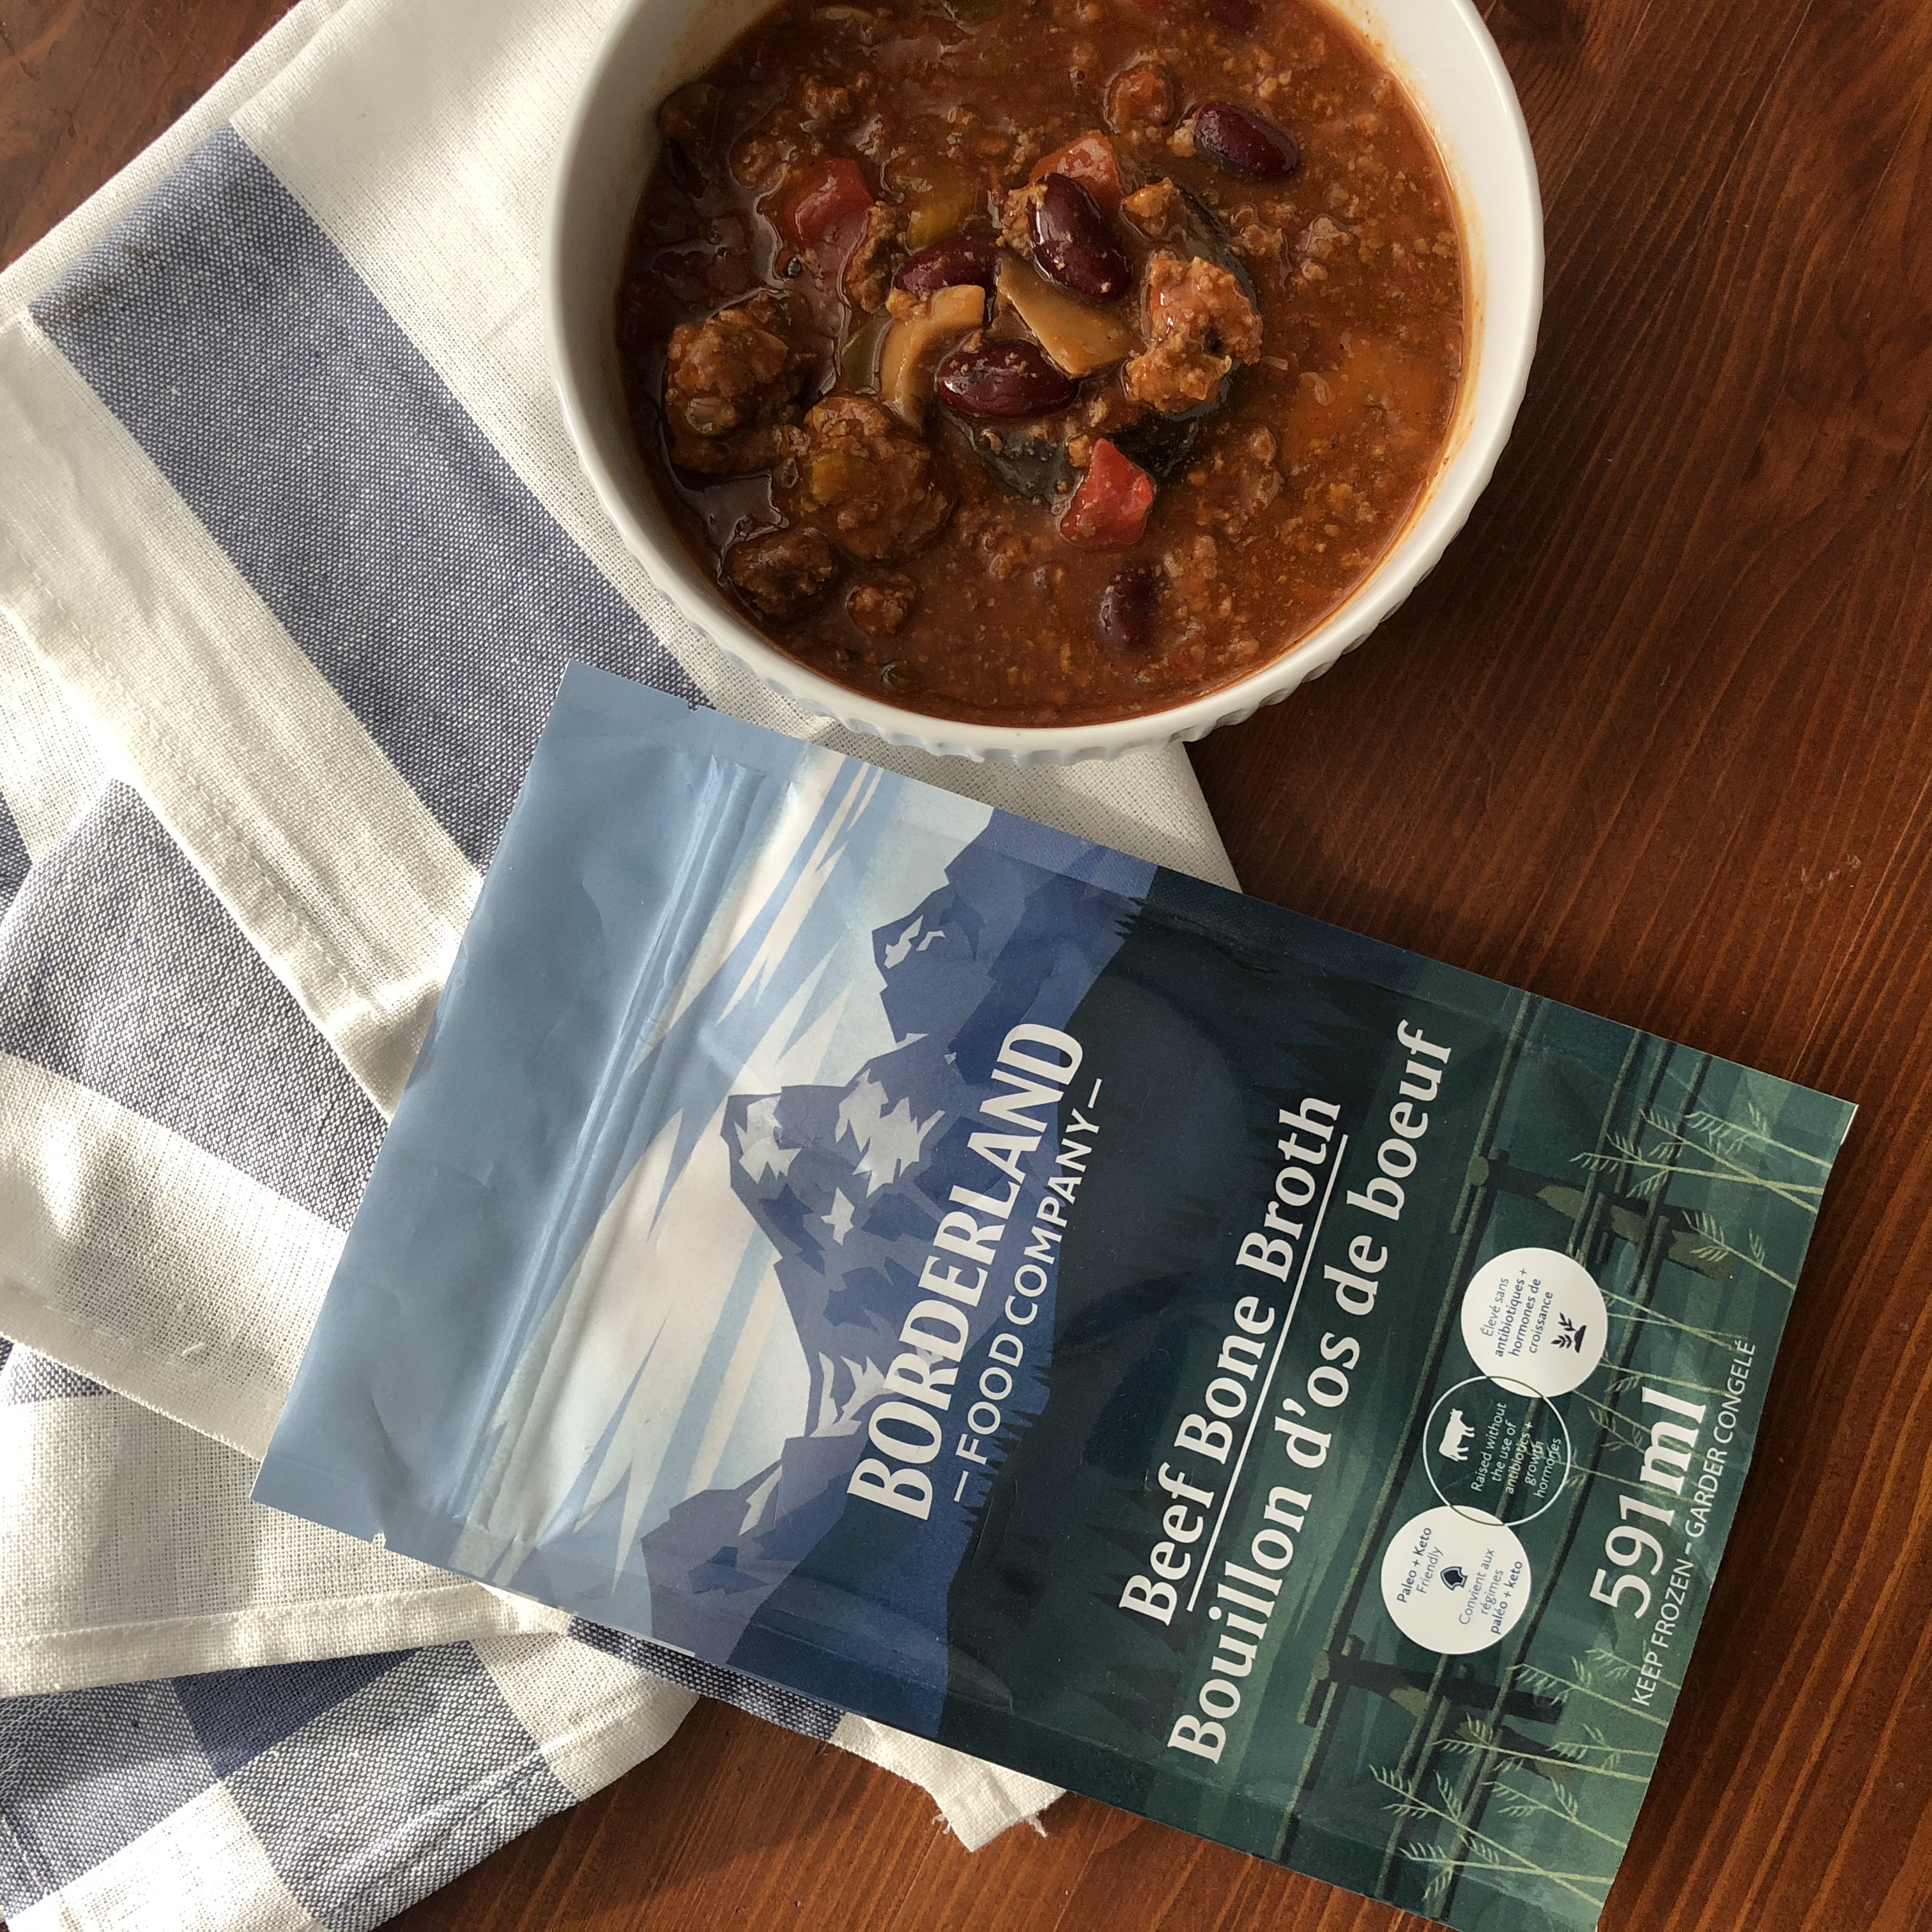 BORDERLAND
—FOOD COMPANY—
Beef Bone Broth
Bouillon d'os de boeuf
Paleo + Keto
Friendly
Convient aux
régimes
paléo + keto
Raised without
the use of
antibiotics +
growth
hormones
Élevé sans
antibiotiques +
hormones de
croissance
591ml
KEEP FROZEN – GARDER CONGELÉ